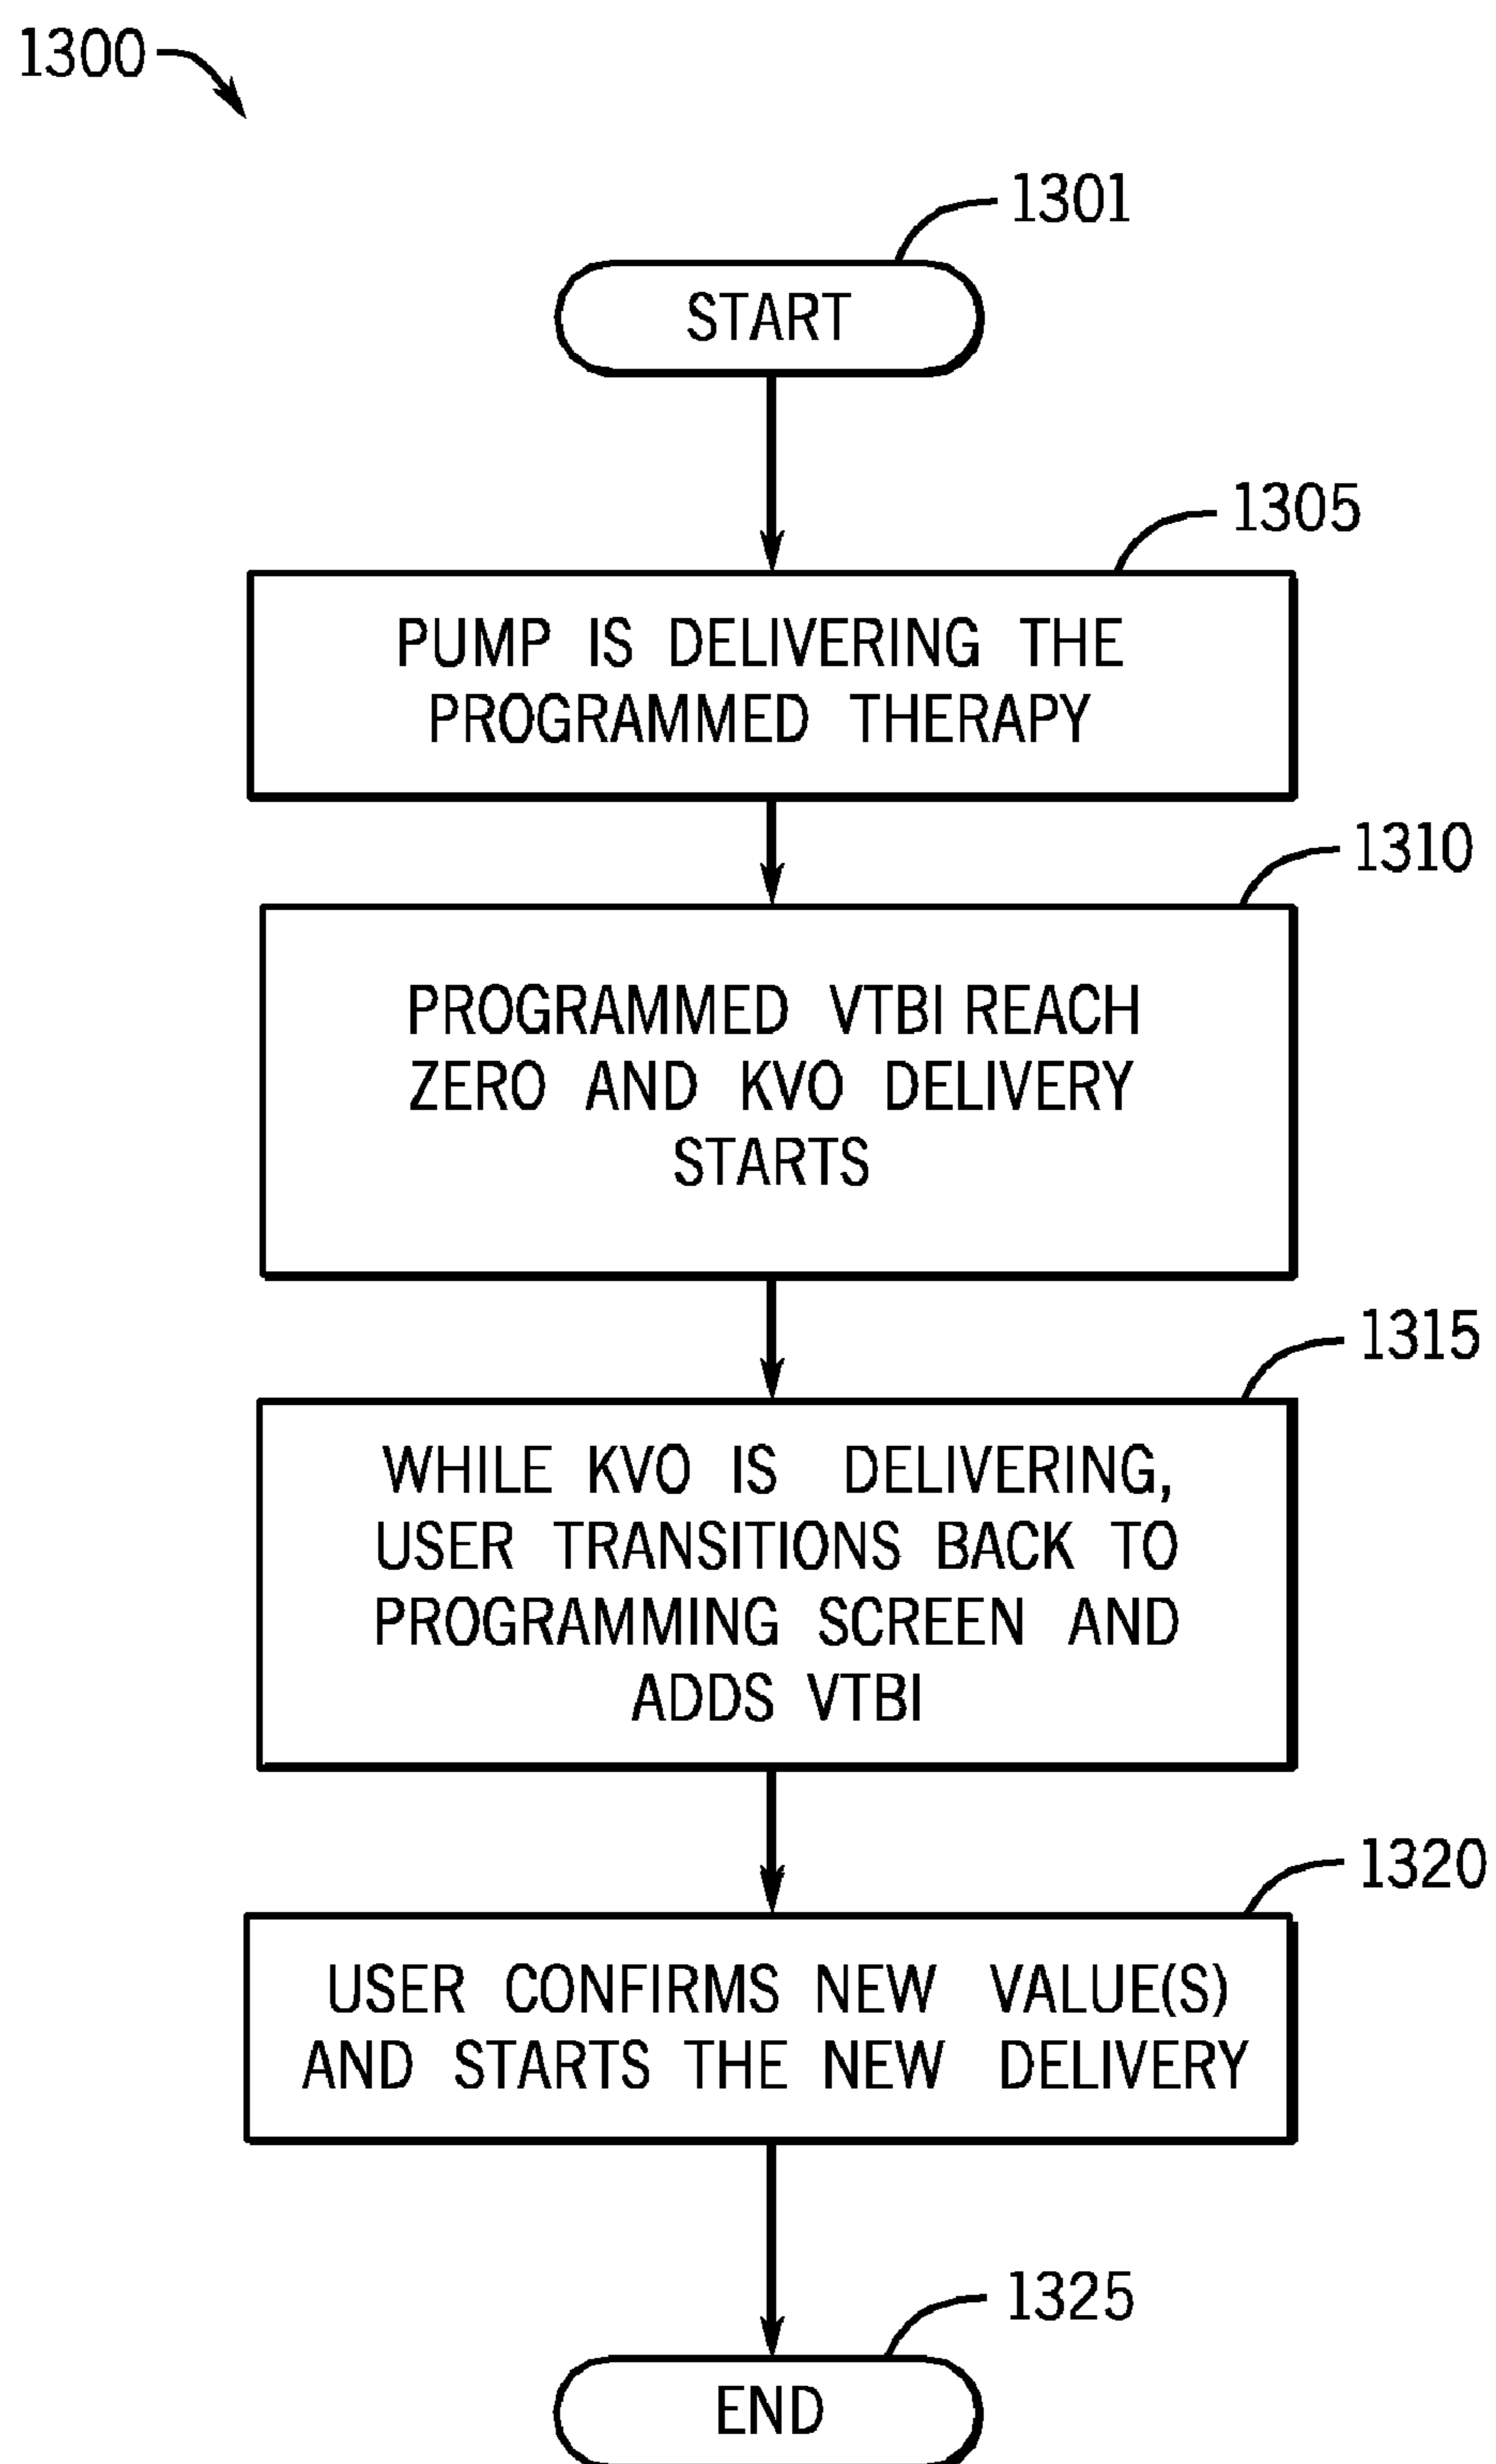 1300
1301
START
1305
PUMP IS DELIVERING THE
PROGRAMMED THERAPY
1310
PROGRAMMED VTBI REACH
ZERO AND KVO DELIVERY
STARTS
1315
WHILE KVO IS DELIVERING,
USER TRANSITIONS BACK TO
PROGRAMMING SCREEN AND
ADDS VTBI
1320
USER CONFIRMS NEW VALUE(S)
AND STARTS THE NEW DELIVERY
1325
END